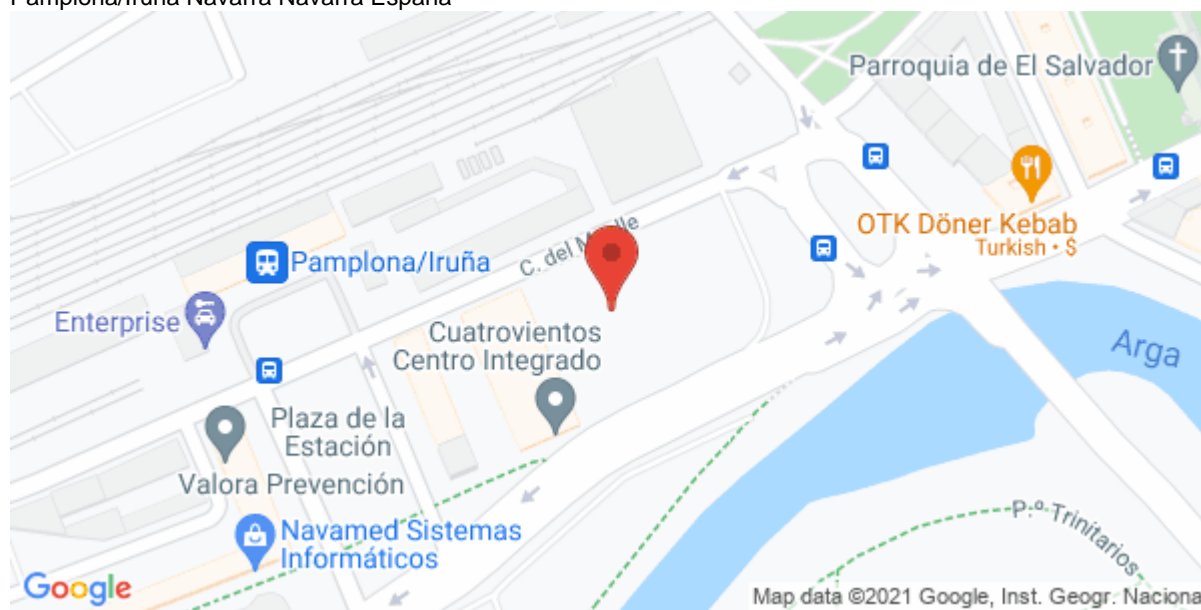 Pamplona/Iruña Navarra Navarra España
Parroquia de El Salvador
OTK Döner Kebab
Turkish • $
C. del
Pamplona/Iruña
Enterprise
Cuatrovientos
Centro Integrado
Arga
Plaza de la
Estación
Valora Prevención
P.º Trinitarios
Navamed Sistemas
Informáticos
Google
Map data ©2021 Google, Inst. Geogr. Naciona